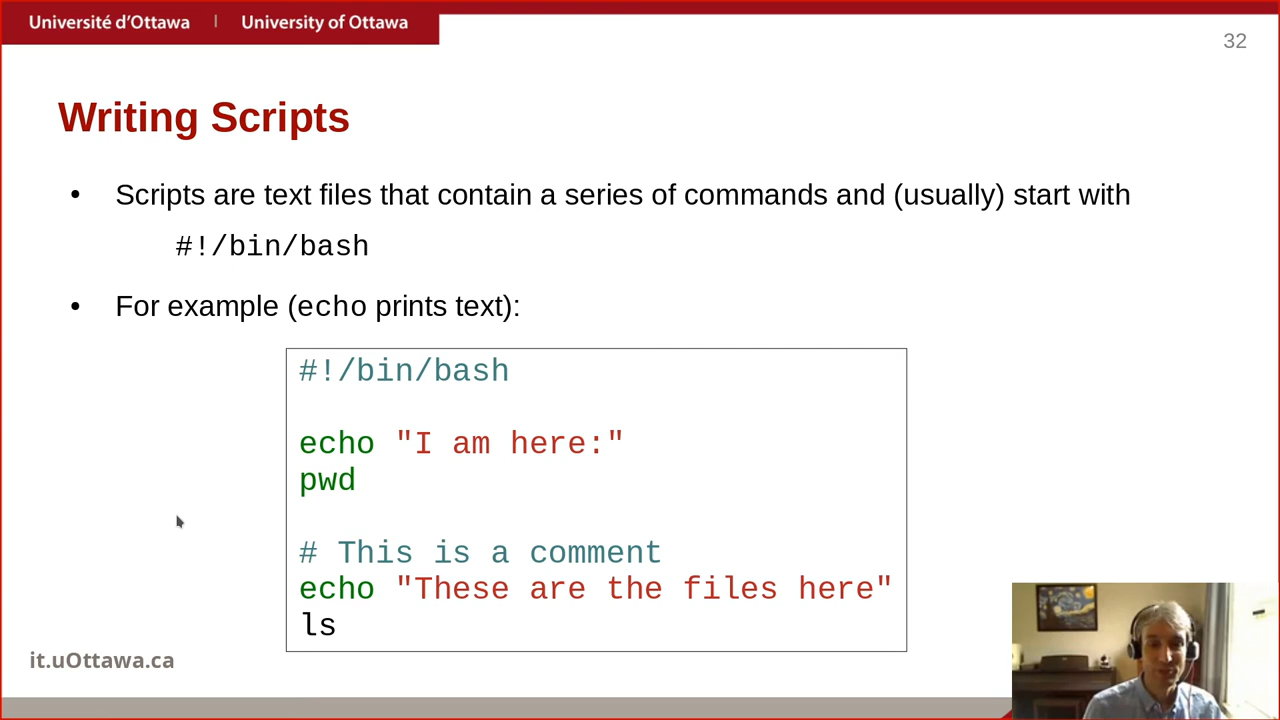 Université d'Ottawa | University of Ottawa
32
Writing Scripts
• Scripts are text files that contain a series of commands and (usually) start with
#!/bin/bash
• For example (echo prints text):
#!/bin/bash
echo "I am here:"
pwd
# This is a comment
echo "These are the files here"
ls
it.uOttawa.ca